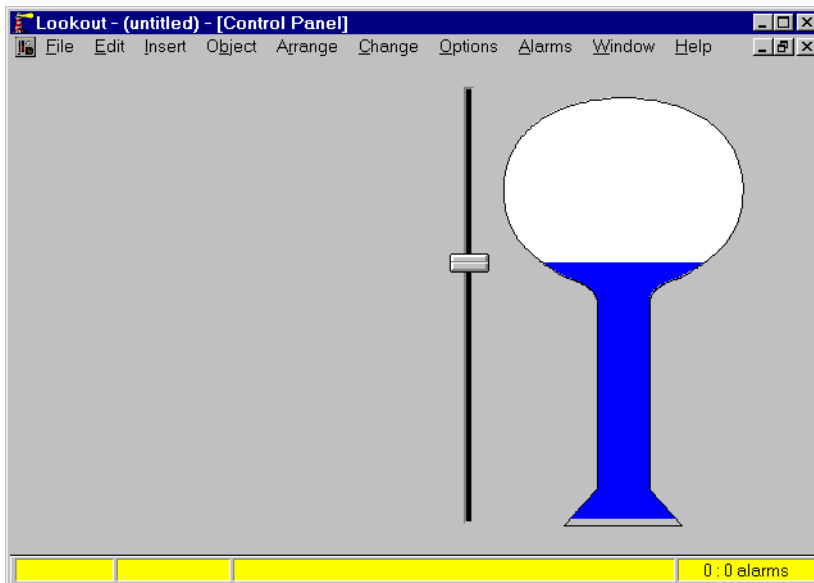 Lookout - (untitled) - [Control Panel]
File Edit Insert Object Arrange Change Options Alarms Window Help
0 : 0 alarms